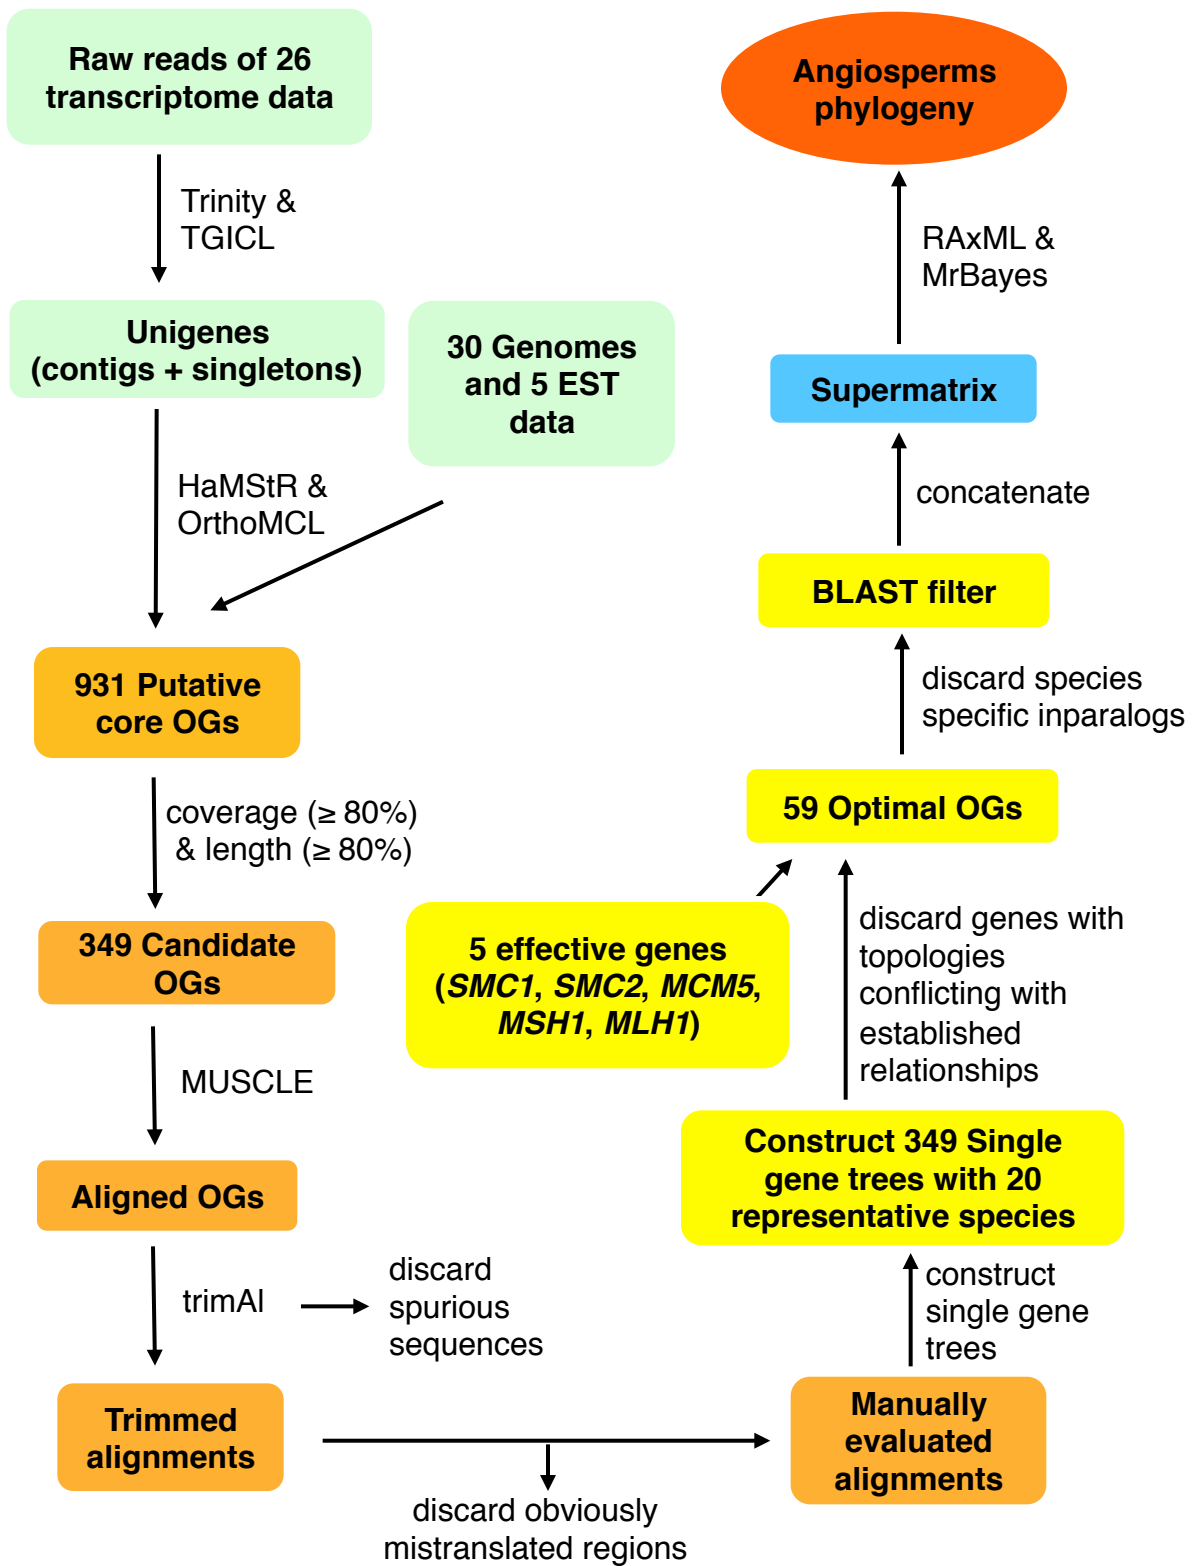 Raw reads of 26
transcriptome data
Trinity &
TGICL
Unigenes
(contigs + singletons)
30 Genomes
and 5 EST
data
HaMStR &
OrthoMCL
931 Putative
core OGs
coverage (≥ 80%)
& length (≥ 80%)
349 Candidate
OGs
MUSCLE
Aligned OGs
trimAl
discard
spurious
sequences
Trimmed
alignments
discard obviously
mistranslated regions
Manually
evaluated
alignments
construct
single gene
trees
Construct 349 Single
gene trees with 20
representative species
discard genes with
topologies
conflicting with
established
relationships
5 effective genes
(SMC1, SMC2, MCM5,
MSH1, MLH1)
59 Optimal OGs
discard species
specific inparalogs
BLAST filter
concatenate
Supermatrix
RAxML &
MrBayes
Angiosperms
phylogeny